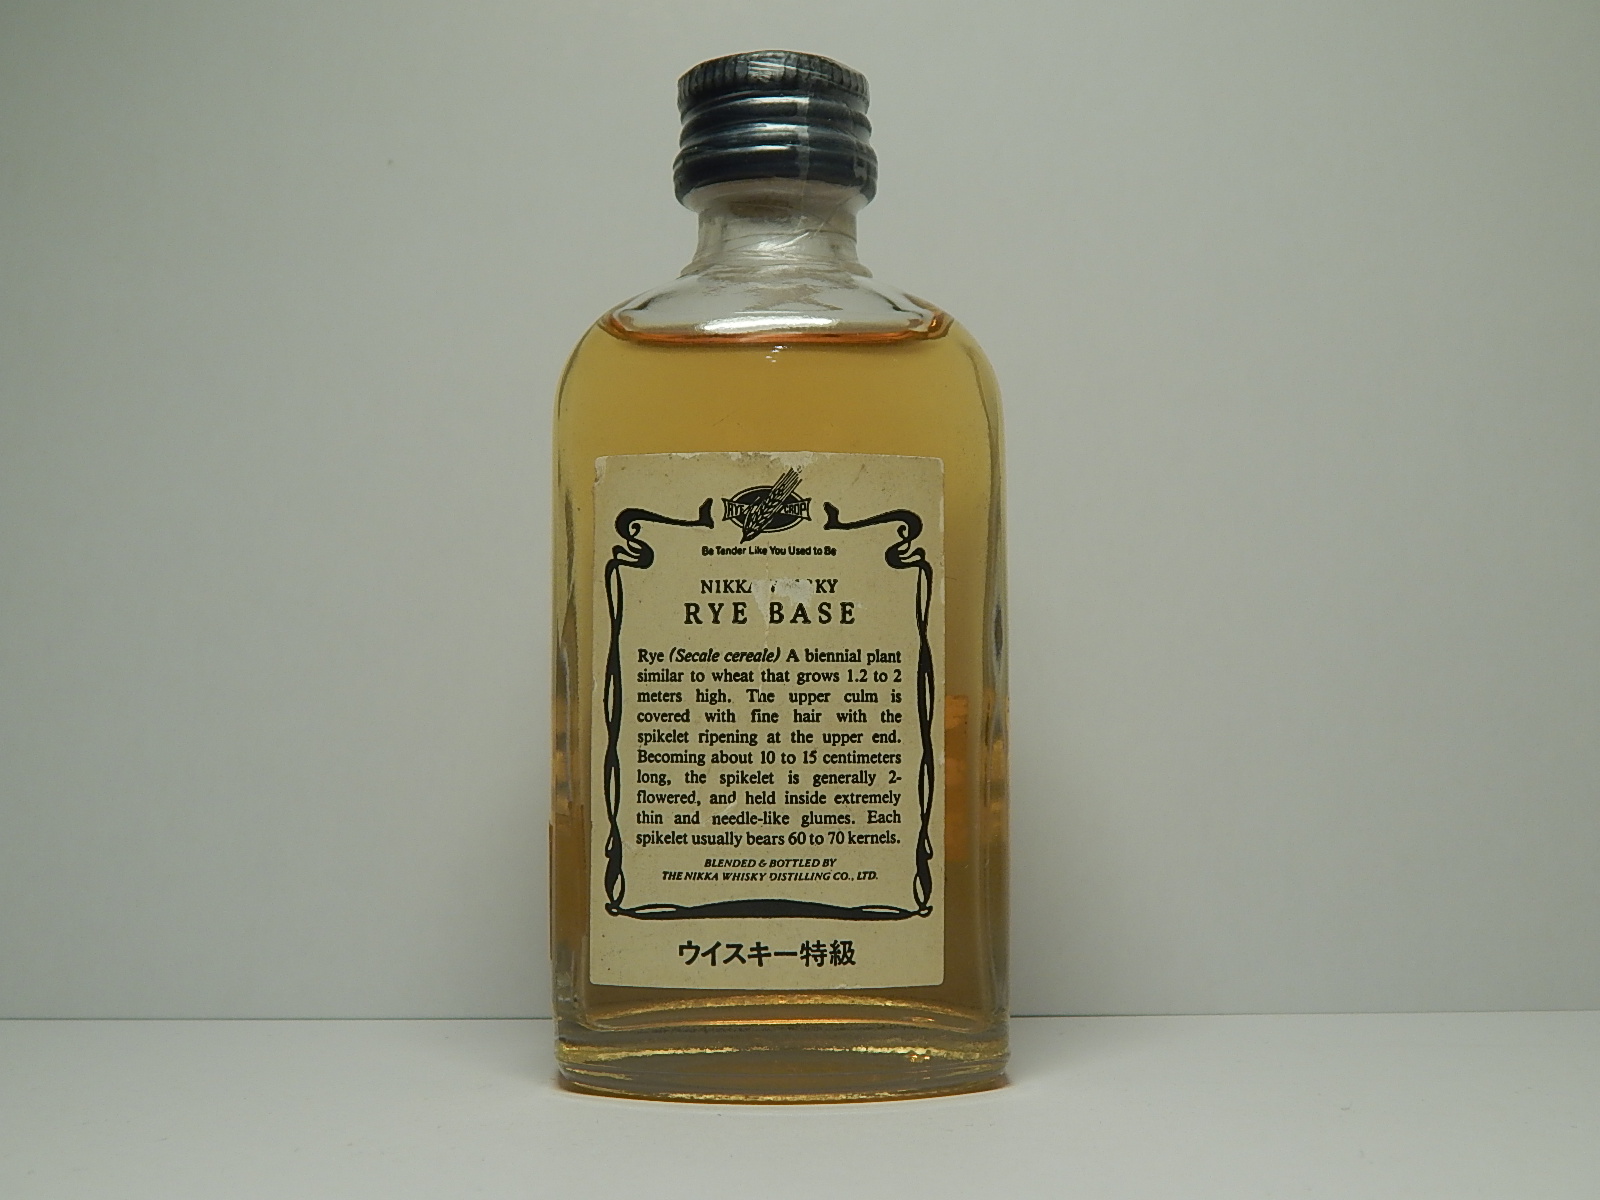 RYE CROP
Be Tander Like You Used to Be
NIKKA
RYE BASE
Rye (Secale cereale) A biennial plant
similar to wheat that grows 1.2 to 2
meters high. The upper culm is
covered with fine hair with the
spikelet ripening at the upper end.
Becoming about 10 to 15 centimeters
long, the spikelet is generally 2-
flowered, and held inside extremely
thin and needle-like glumes. Each
spikelet usually bears 60 to 70 kernels.
BLENDED & BOTTLED BY
THE NIKKA WHISKY DISTILLING CO., LTD.
ウイスキー特級